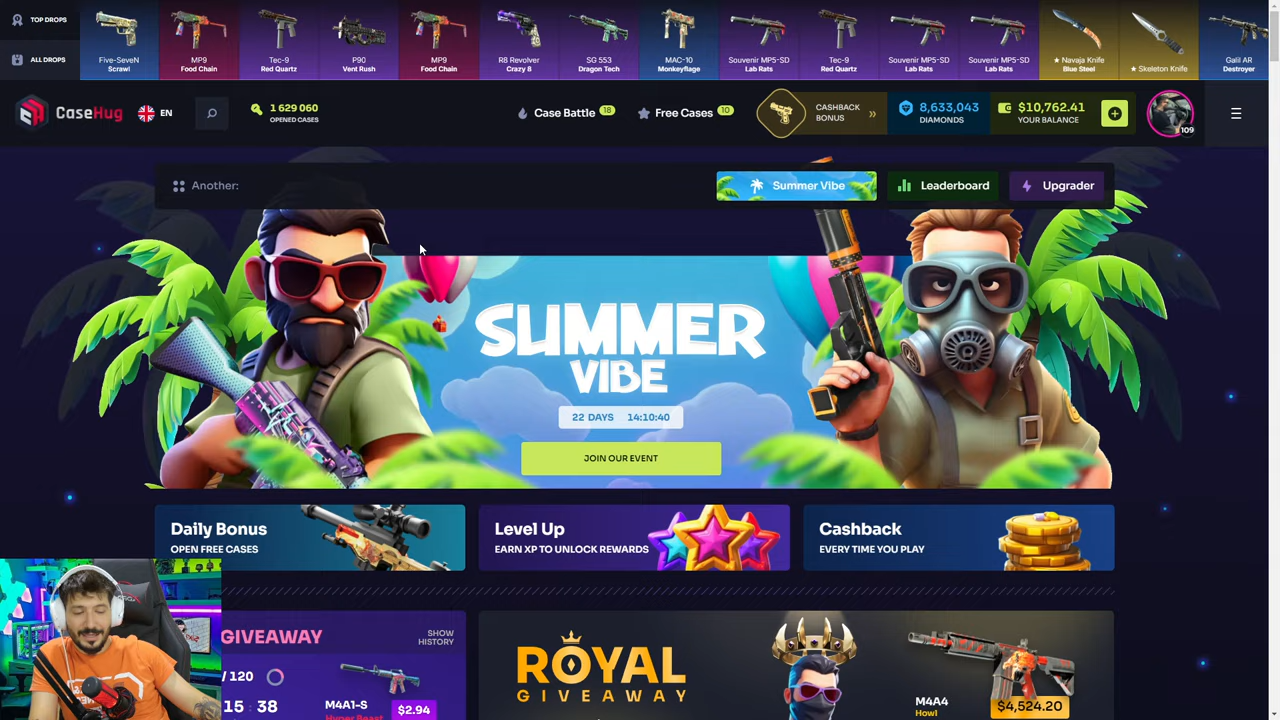 TOP DROPS
ALL DROPS
Five-SeveN
Scrawl
MP9
Food Chain
Tec-9
Red Quartz
P90
Vent Rush
MP9
Food Chain
R8 Revolver
Crazy 8
SG 553
Dragon Tech
MAC-10
Monkeyflage
Souvenir MP5-SD
Lab Rats
Tec-9
Red Quartz
Souvenir MP5-SD
Lab Rats
Souvenir MP5-SD
Lab Rats
★ Navaja Knife
Blue Steel
★ Skeleton Knife
Galil AR
Destroyer
CaseHug
EN
1 629 060
OPENED CASES
Case Battle 18
Free Cases 10
CASHBACK
BONUS »
8,633,043
DIAMONDS
$10,762.41
YOUR BALANCE
109
Another:
Summer Vibe
Leaderboard
Upgrader
SUMMER
VIBE
22 DAYS 14:10:40
JOIN OUR EVENT
Daily Bonus
OPEN FREE CASES
Level Up
EARN XP TO UNLOCK REWARDS
Cashback
EVERY TIME YOU PLAY
GIVEAWAY
SHOW
HISTORY
/ 120
15 : 38
M4A1-S
Hyper Beast
$2.94
ROYAL
GIVEAWAY
M4A4
Howl
$4,524.20